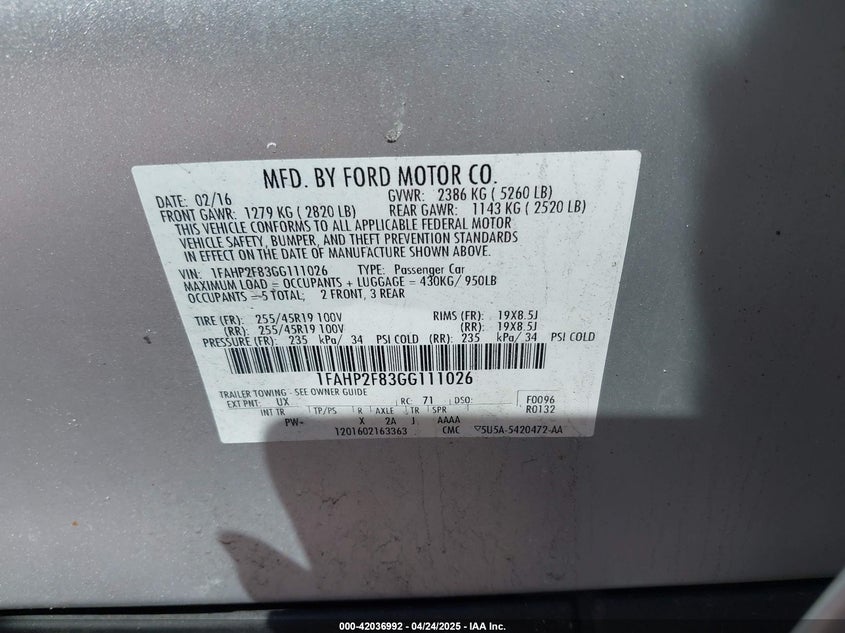 MFD. BY FORD MOTOR CO.
DATE: 02/16 GVWR: 2386 KG ( 5260 LB)
FRONT GAWR: 1279 KG ( 2820 LB) REAR GAWR: 1143 KG ( 2520 LB)
THIS VEHICLE CONFORMS TO ALL APPLICABLE FEDERAL MOTOR
VEHICLE SAFETY, BUMPER, AND THEFT PREVENTION STANDARDS
IN EFFECT ON THE DATE OF MANUFACTURE SHOWN ABOVE.
VIN: 1FAHP2F83GG111026 TYPE: Passenger Car
MAXIMUM LOAD = OCCUPANTS + LUGGAGE = 430KG/ 950LB
OCCUPANTS = 5 TOTAL; 2 FRONT, 3 REAR
TIRE (FR): 255/45R19 100V RIMS (FR): 19X8.5J
(RR): 255/45R19 100V (RR): 19X8.5J
PRESSURE (FR): 235 kPa/ 34 PSI COLD (RR): 235 kPa/ 34 PSI COLD
1FAHP2F83GG111026
TRAILER TOWING - SEE OWNER GUIDE
EXT PNT: UX RC: 71 DSO: F0096
INT TR TP/PS R AXLE TR SPR R0132
PW- X 2A J AAAA
1201602163363 CMC 5U5A-5420472-AA
000-42036992 - 04/24/2025 - IAA Inc.